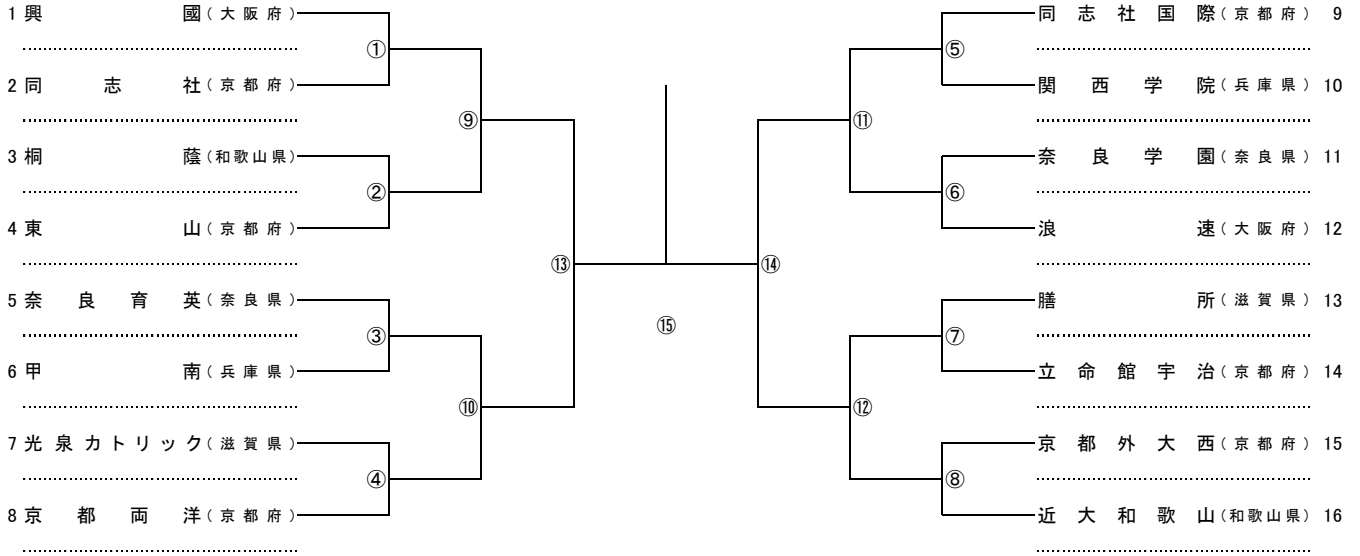 1 興國(大阪府)
①
2 同志社(京都府)
⑨
3 桐蔭(和歌山県)
②
4 東山(京都府)
⑬
5 奈良育英(奈良県)
③
6 甲南(兵庫県)
⑩
7 光泉カトリック(滋賀県)
④
8 京都両洋(京都府)
⑮
同志社国際(京都府) 9
⑤
関西学院(兵庫県) 10
⑪
奈良学園(奈良県) 11
⑥
浪速(大阪府) 12
⑭
膳所(滋賀県) 13
⑦
立命館宇治(京都府) 14
⑫
京都外大西(京都府) 15
⑧
近大和歌山(和歌山県) 16